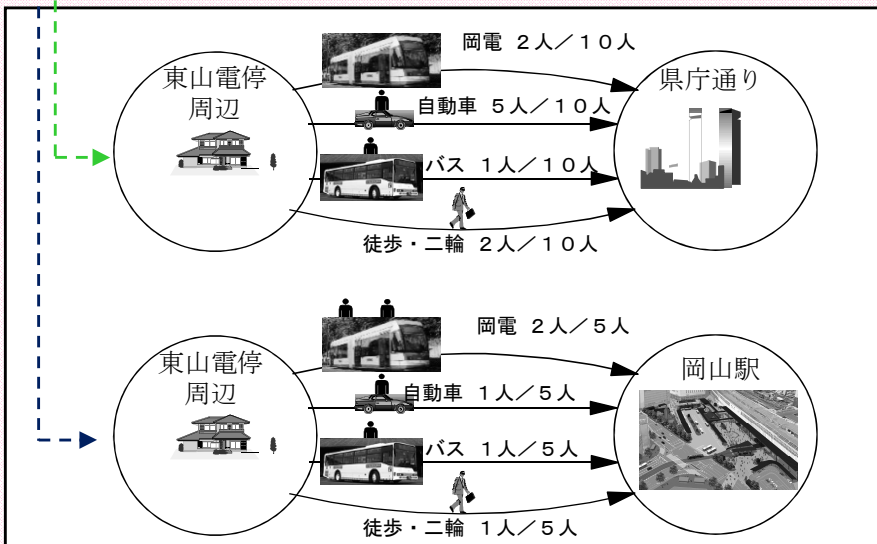 岡電 2人／10人
東山電停
周辺
県庁通り
自動車 5人／10人
バス 1人／10人
徒歩・二輪 2人／10人
岡電 2人／5人
東山電停
周辺
岡山駅
自動車 1人／5人
バス 1人／5人
徒歩・二輪 1人／5人